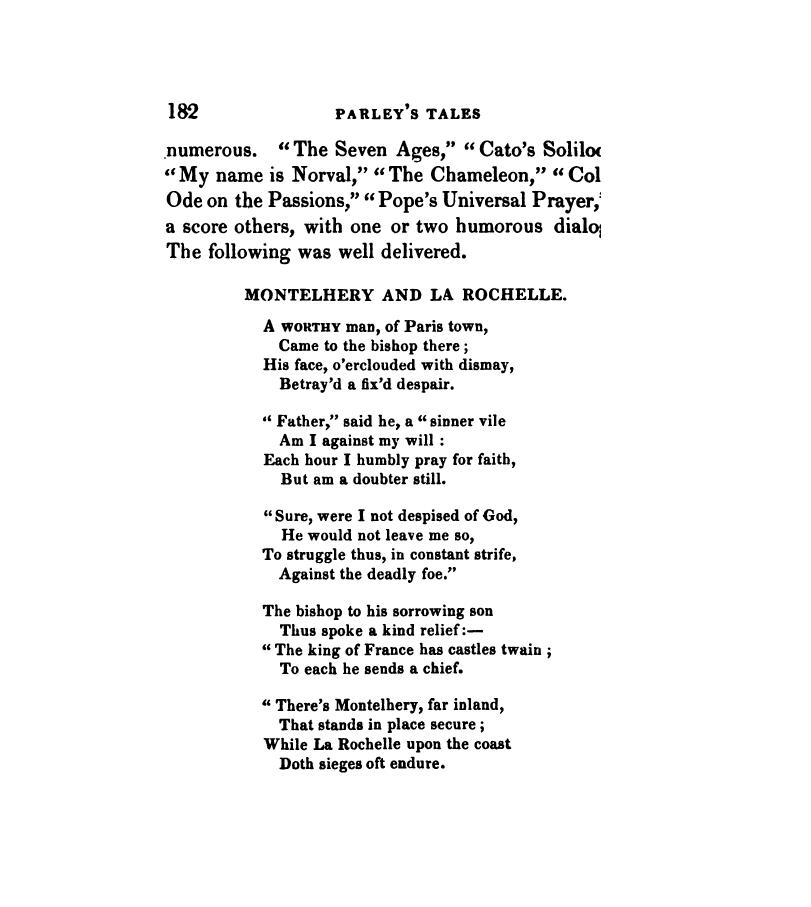 182 PARLEY'S TALES
numerous. “The Seven Ages,” “Cato's
“My name is Norval,” “The Chameleon,” “Col
Ode on the Passions,” “Pope's Universal Prayer,
a score others, with one or two humorous
The following was well delivered.
MONTELHERY AND LA ROCHELLE.
A WORTHY man, of Paris town,
Came to the bishop there;
His face, o'erclouded with dismay,
Betray'd a fix'd despair.
“Father,” said he, a “sinner vile
Am I against my will:
Each hour I humbly pray for faith,
But am a doubter still.
“Sure, were I not despised of God,
He would not leave me so,
To struggle thus, in constant strife,
Against the deadly foe.”
The bishop to his sorrowing son
Thus spoke a kind relief:—
“The king of France has castles twain;
To each he sends a chief.
“There's Montelhery, far inland,
That stands in place secure;
While La Rochelle upon the coast
Doth sieges oft endure.